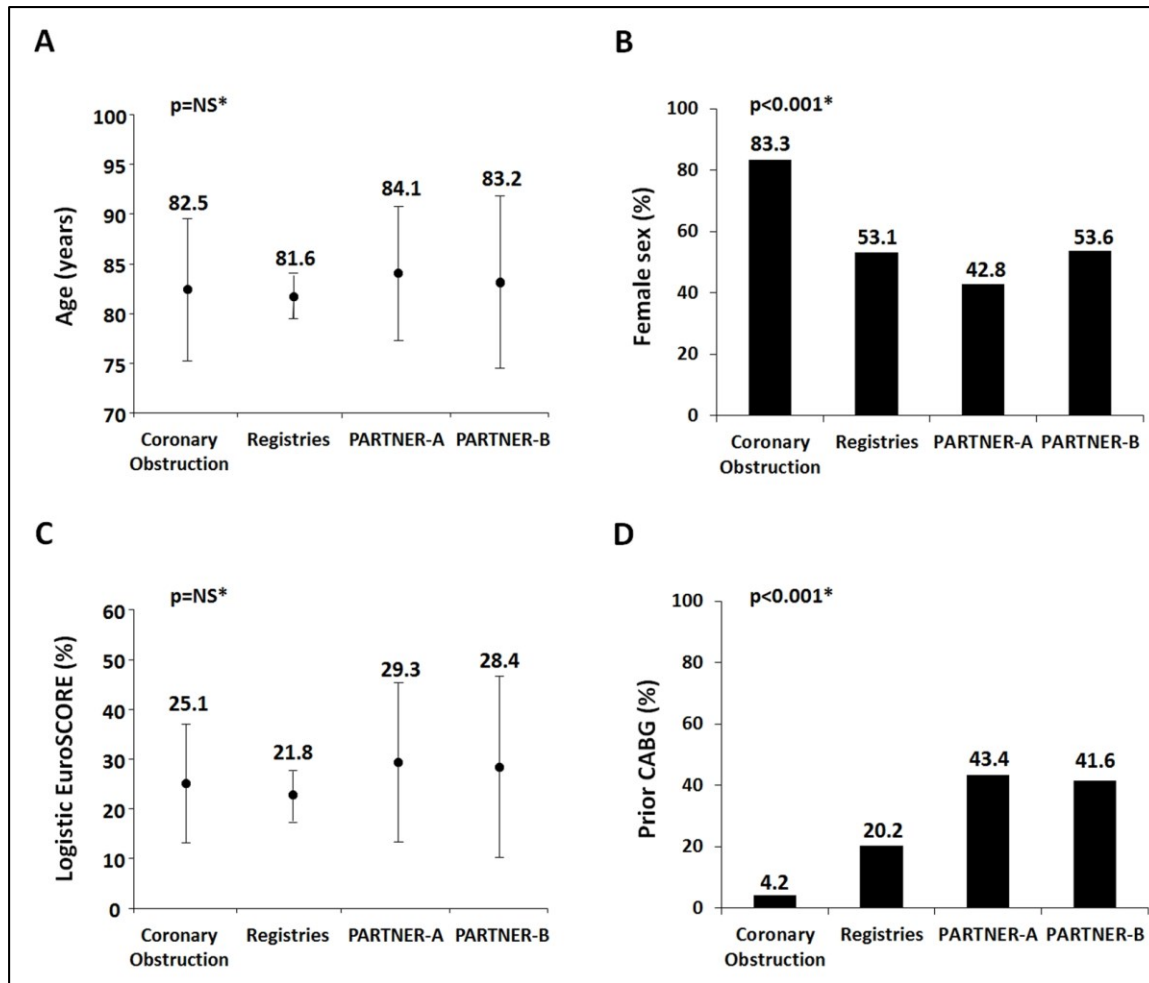 A
p=NS*
Age (years)
100
95
90
85
80
75
70
82.5
81.6
84.1
83.2
Coronary
Obstruction
Registries
PARTNER-A
PARTNER-B
B
p<0.001*
Female sex (%)
100
80
60
40
20
0
83.3
53.1
42.8
53.6
Coronary
Obstruction
Registries
PARTNER-A
PARTNER-B
C
p=NS*
Logistic EuroSCORE (%)
60
50
40
30
20
10
0
25.1
21.8
29.3
28.4
Coronary
Obstruction
Registries
PARTNER-A
PARTNER-B
D
p<0.001*
Prior CABG (%)
100
80
60
40
20
0
4.2
20.2
43.4
41.6
Coronary
Obstruction
Registries
PARTNER-A
PARTNER-B